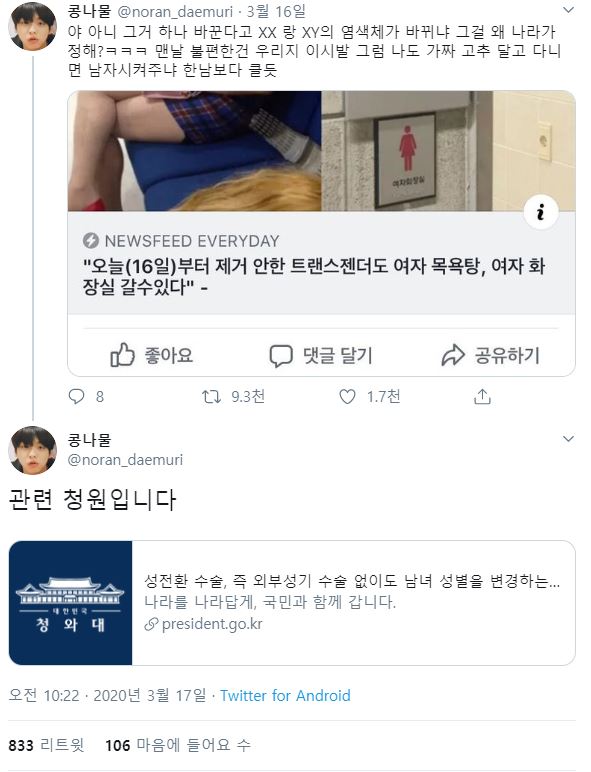 콩나물 @noran_daemuri · 3월 16일
야 아니 그거 하나 바꾼다고 XX 랑 XY의 염색체가 바뀌냐 그걸 왜 나라가
정해?ㅋㅋㅋ 맨날 불편한건 우리지 이시발 그럼 나도 가짜 고추 달고 다니
면 남자시켜주냐 한남보다 클듯
여자화장실
i
NEWSFEED EVERYDAY
"오늘(16일)부터 제거 안한 트랜스젠더도 여자 목욕탕, 여자 화
장실 갈수있다" -
좋아요 댓글 달기 공유하기
8 9.3천 1.7천
콩나물
@noran_daemuri
관련 청원입니다
대한민국
청와대
성전환 수술, 즉 외부성기 수술 없이도 남녀 성별을 변경하는...
나라를 나라답게, 국민과 함께 갑니다.
president.go.kr
오전 10:22 · 2020년 3월 17일 · Twitter for Android
833 리트윗 106 마음에 들어요 수